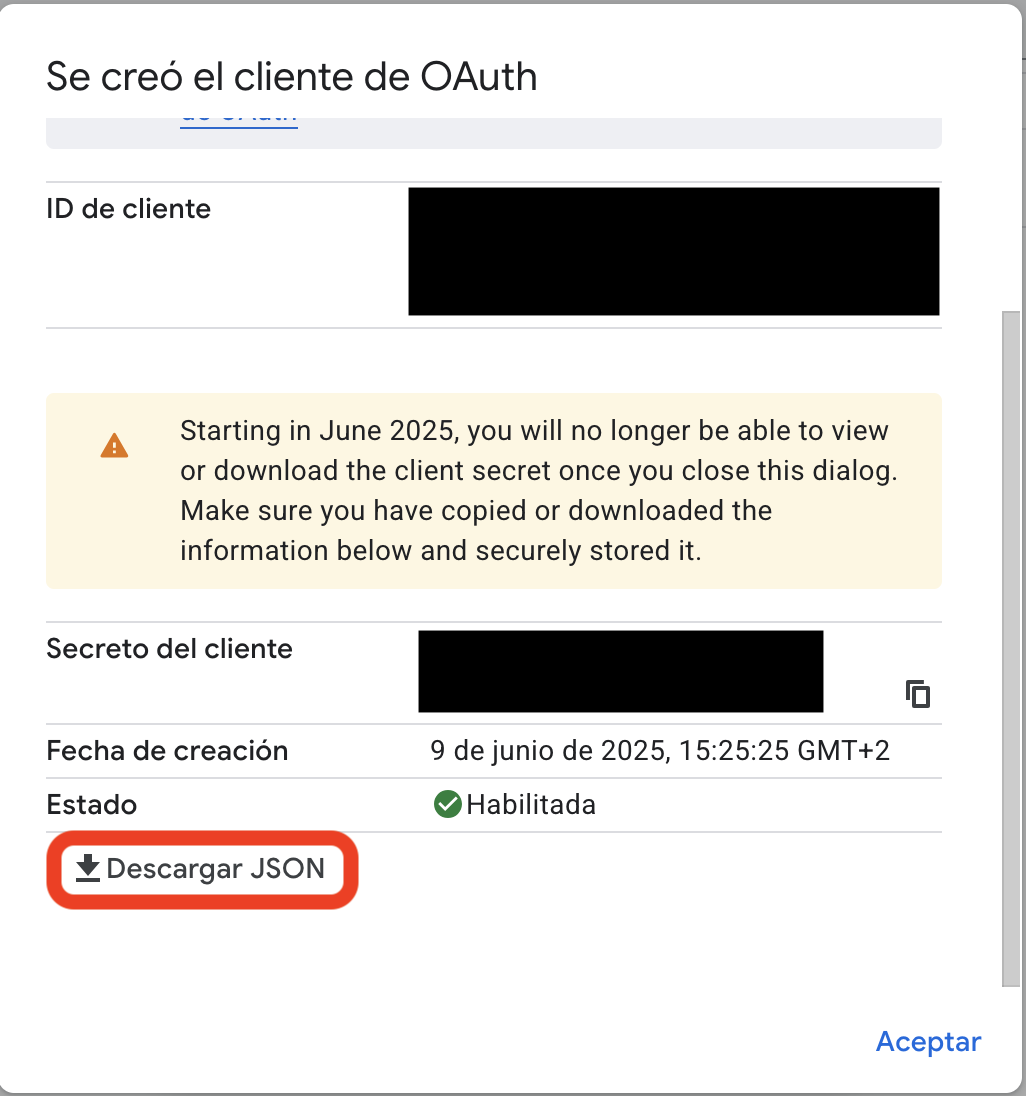 Se creó el cliente de OAuth
de OAuth
ID de cliente
Starting in June 2025, you will no longer be able to view
or download the client secret once you close this dialog.
Make sure you have copied or downloaded the
information below and securely stored it.
Secreto del cliente
Fecha de creación 9 de junio de 2025, 15:25:25 GMT+2
Estado Habilitada
Descargar JSON
Aceptar